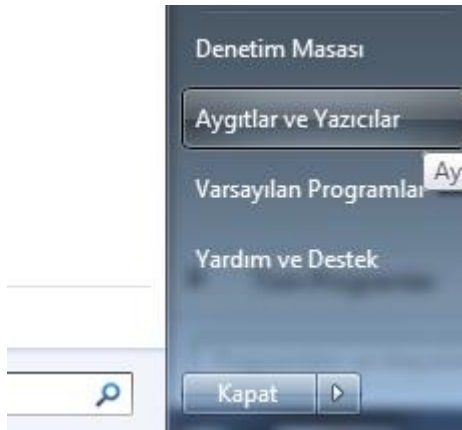 Denetim Masası
Aygıtlar ve Yazıcılar
Ay
Varsayılan Programlar
Yardım ve Destek
Kapat